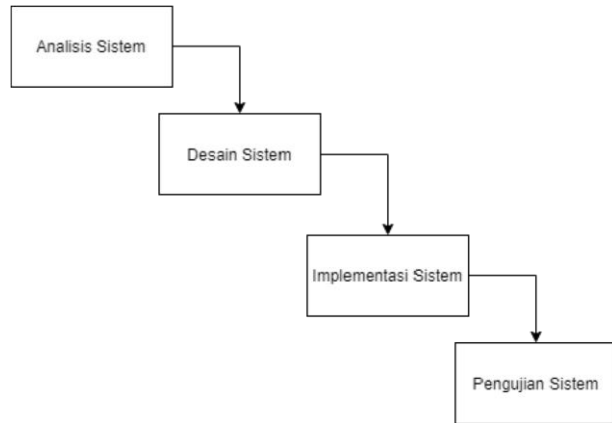 Analisis Sistem
Desain Sistem
Implementasi Sistem
Pengujian Sistem